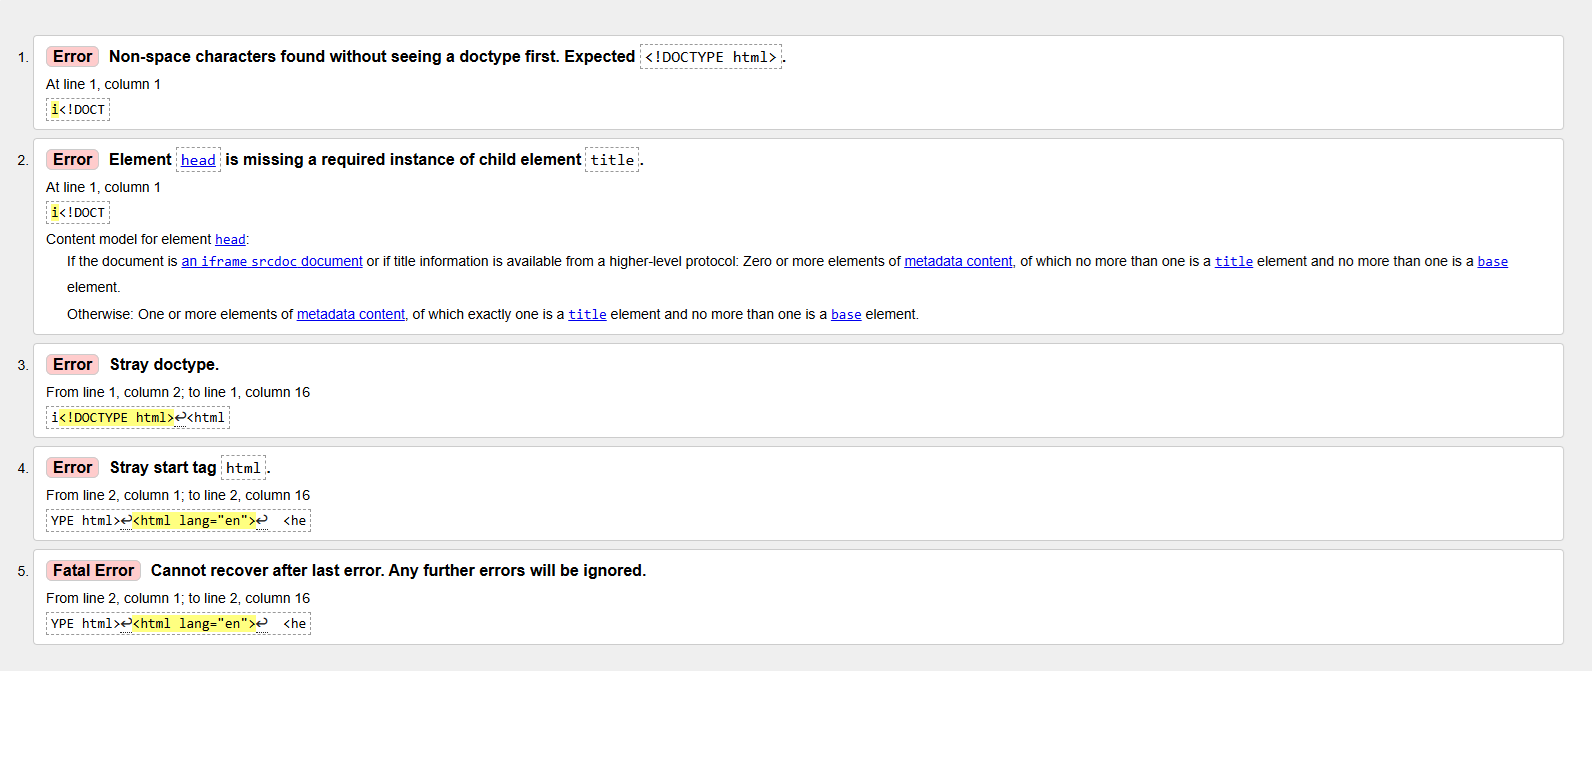 1. Error Non-space characters found without seeing a doctype first. Expected <!DOCTYPE html>.
At line 1, column 1
i<!DOCT
2. Error Element head is missing a required instance of child element title.
At line 1, column 1
i<!DOCT
Content model for element head:
If the document is an iframe srcdoc document or if title information is available from a higher-level protocol: Zero or more elements of metadata content, of which no more than one is a title element and no more than one is a base
element.
Otherwise: One or more elements of metadata content, of which exactly one is a title element and no more than one is a base element.
3. Error Stray doctype.
From line 1, column 2; to line 1, column 16
i<!DOCTYPE html>↩<html
4. Error Stray start tag html.
From line 2, column 1; to line 2, column 16
YPE html>↩<html lang="en">↩  <he
5. Fatal Error Cannot recover after last error. Any further errors will be ignored.
From line 2, column 1; to line 2, column 16
YPE html>↩<html lang="en">↩  <he